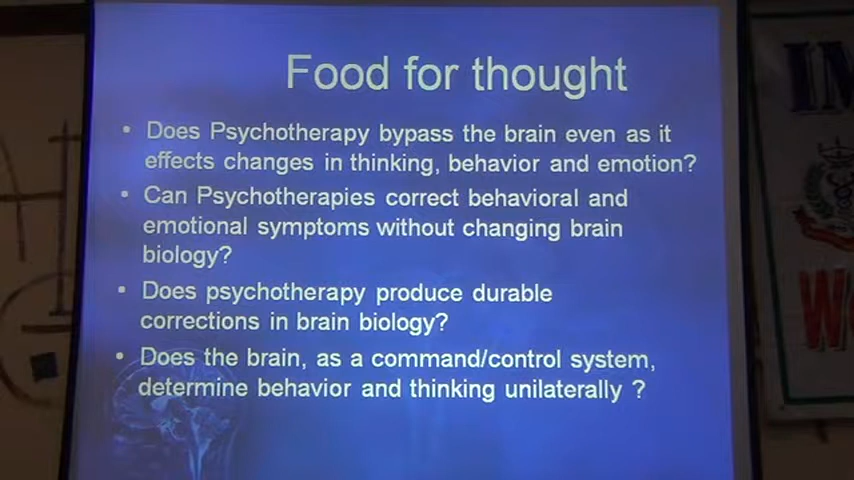 Food for thought
• Does Psychotherapy bypass the brain even as it
effects changes in thinking, behavior and emotion?
• Can Psychotherapies correct behavioral and
emotional symptoms without changing brain
biology?
• Does psychotherapy produce durable
corrections in brain biology?
• Does the brain, as a command/control system,
determine behavior and thinking unilaterally ?